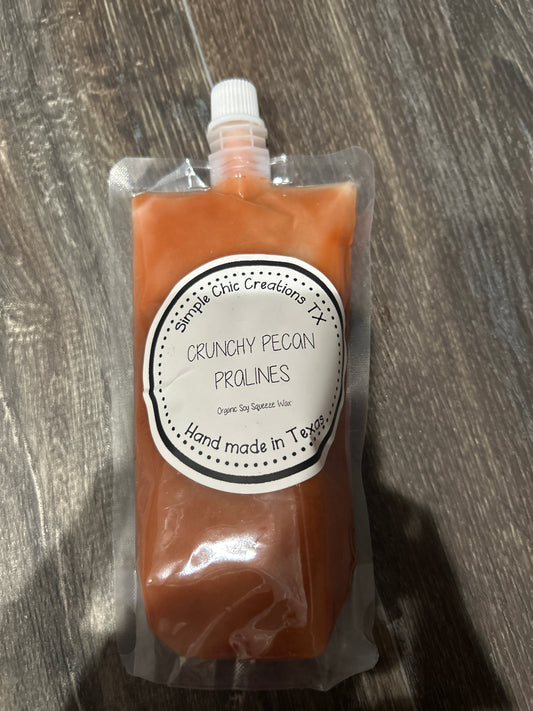 Simple Chic Creations TX
CRUNCHY PECAN
PRALINES
Organic Soy Squeeze Wax
Hand made in Texas